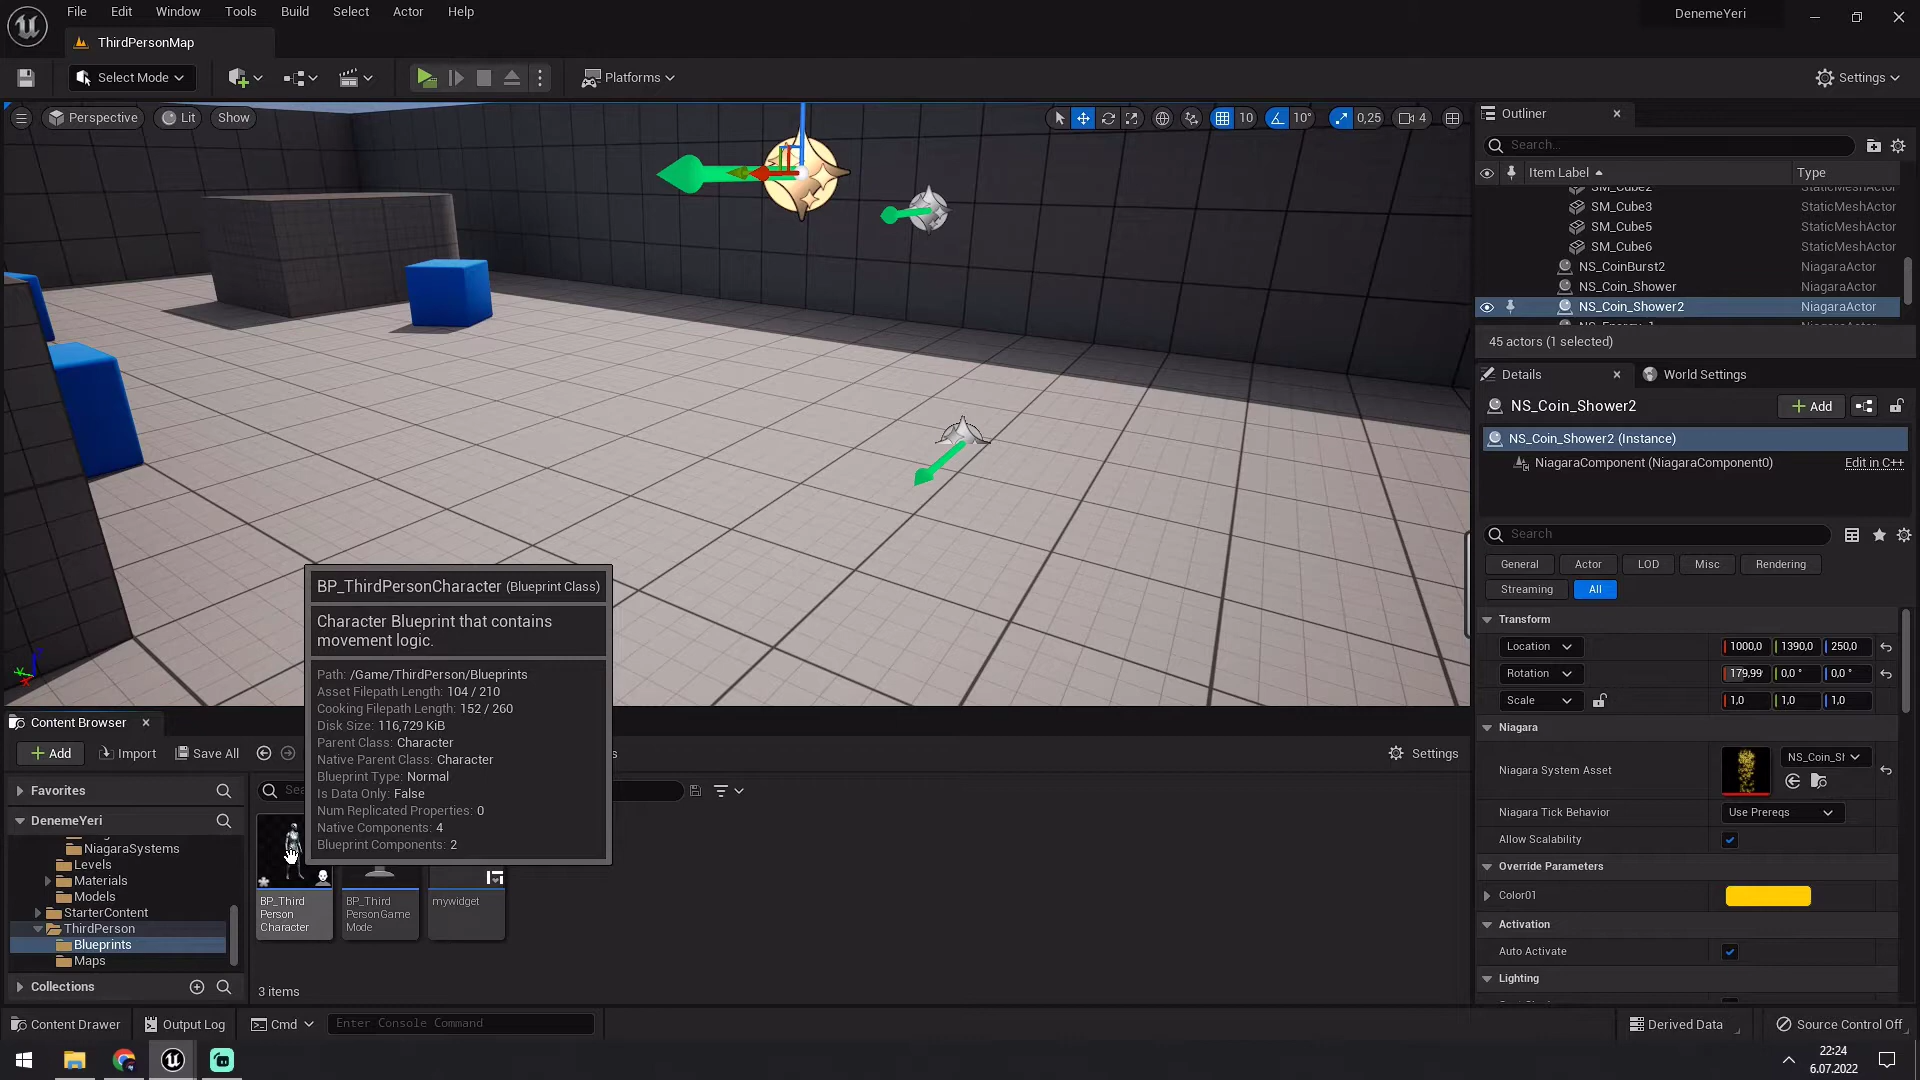 File Edit Window Tools Build Select Actor Help
DenemeYeri
ThirdPersonMap
Select Mode
Platforms
Settings
Perspective Lit Show
10 10° 0,25 4
Outliner
Search...
Item Label Type
SM_Cube2 StaticMeshActor
SM_Cube3 StaticMeshActor
SM_Cube5 StaticMeshActor
SM_Cube6 StaticMeshActor
NS_CoinBurst2 NiagaraActor
NS_Coin_Shower NiagaraActor
NS_Coin_Shower2 NiagaraActor
45 actors (1 selected)
Details World Settings
NS_Coin_Shower2
Add
NS_Coin_Shower2 (Instance)
NiagaraComponent (NiagaraComponent0) Edit in C++
Search
General Actor LOD Misc Rendering
Streaming All
Transform
Location 1000,0 1390,0 250,0
Rotation 179,99 0,0 ° 0,0 °
Scale 1,0 1,0 1,0
Niagara
Niagara System Asset NS_Coin_Sh
Niagara Tick Behavior Use Prereqs
Allow Scalability
Override Parameters
Color01
Activation
Auto Activate
Lighting
BP_ThirdPersonCharacter (Blueprint Class)
Character Blueprint that contains
movement logic.
Path: /Game/ThirdPerson/Blueprints
Asset Filepath Length: 104 / 210
Cooking Filepath Length: 152 / 260
Disk Size: 116,729 KiB
Parent Class: Character
Native Parent Class: Character
Blueprint Type: Normal
Is Data Only: False
Num Replicated Properties: 0
Native Components: 4
Blueprint Components: 2
Content Browser
Add Import Save All
Settings
Favorites
DenemeYeri
NiagaraSystems
Levels
Materials
Models
StarterContent
ThirdPerson
Blueprints
Maps
Collections
BP_Third
Person
Character
BP_Third
PersonGame
Mode
mywidget
3 items
Content Drawer Output Log Cmd Enter Console Command
Derived Data Source Control Off
22:24
6.07.2022